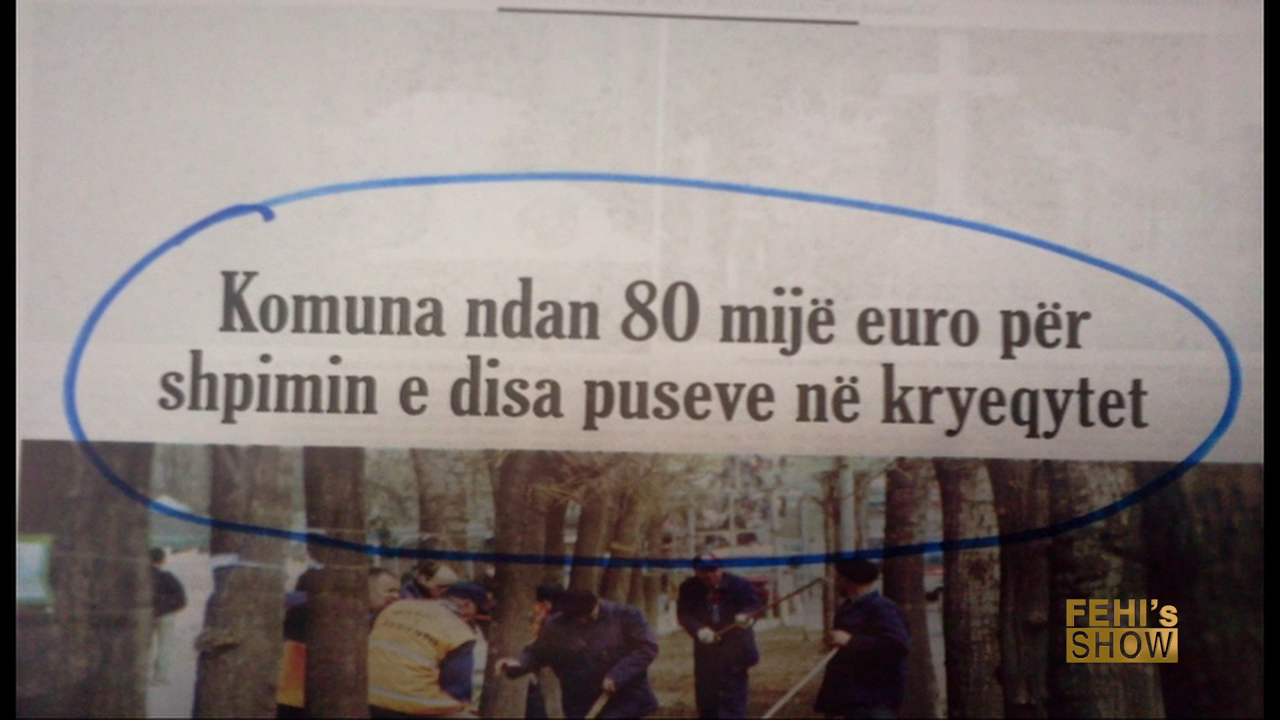 Komuna ndan 80 mijë euro për
shpimin e disa puseve në kryeqytet
FEHI's
SHOW